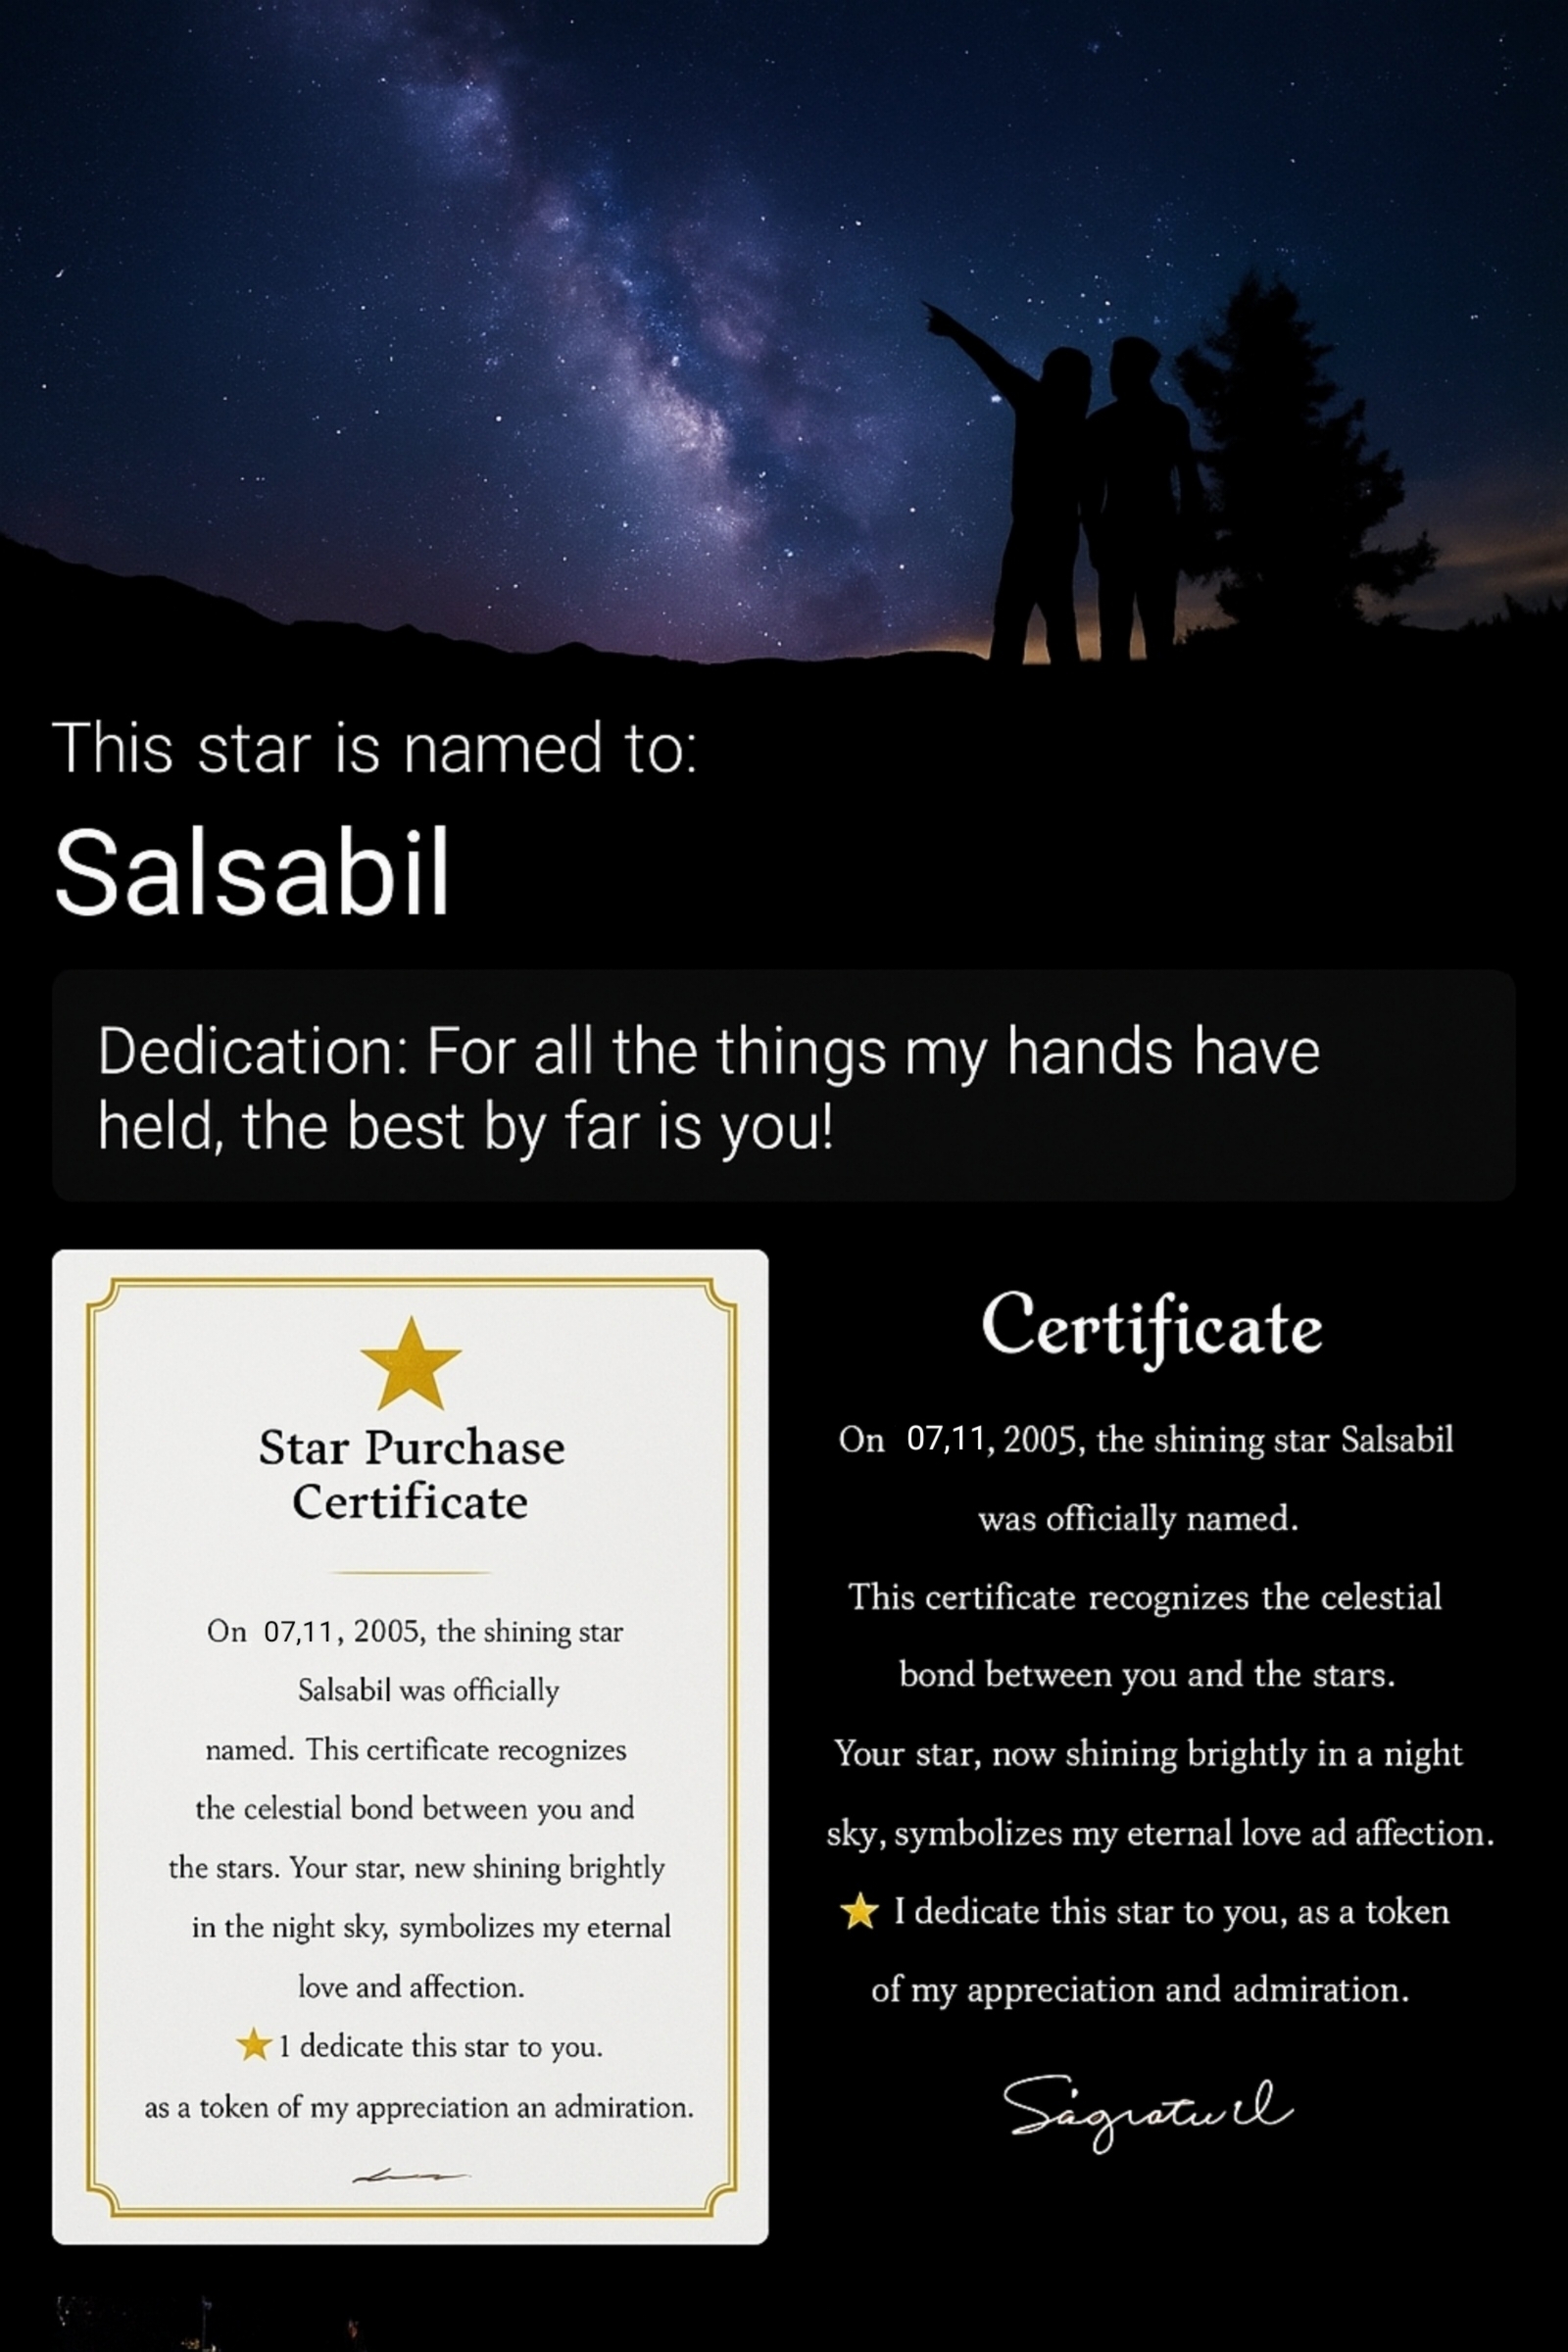 This star is named to:
Salsabil
Dedication: For all the things my hands have
held, the best by far is you!
Star Purchase
Certificate
On 07,11, 2005, the shining star
Salsabil was officially
named. This certificate recognizes
the celestial bond between you and
the stars. Your star, new shining brightly
in the night sky, symbolizes my eternal
love and affection.
1 dedicate this star to you.
as a token of my appreciation an admiration.
Certificate
On 07,11, 2005, the shining star Salsabil
was officially named.
This certificate recognizes the celestial
bond between you and the stars.
Your star, now shining brightly in a night
sky, symbolizes my eternal love ad affection.
I dedicate this star to you, as a token
of my appreciation and admiration.